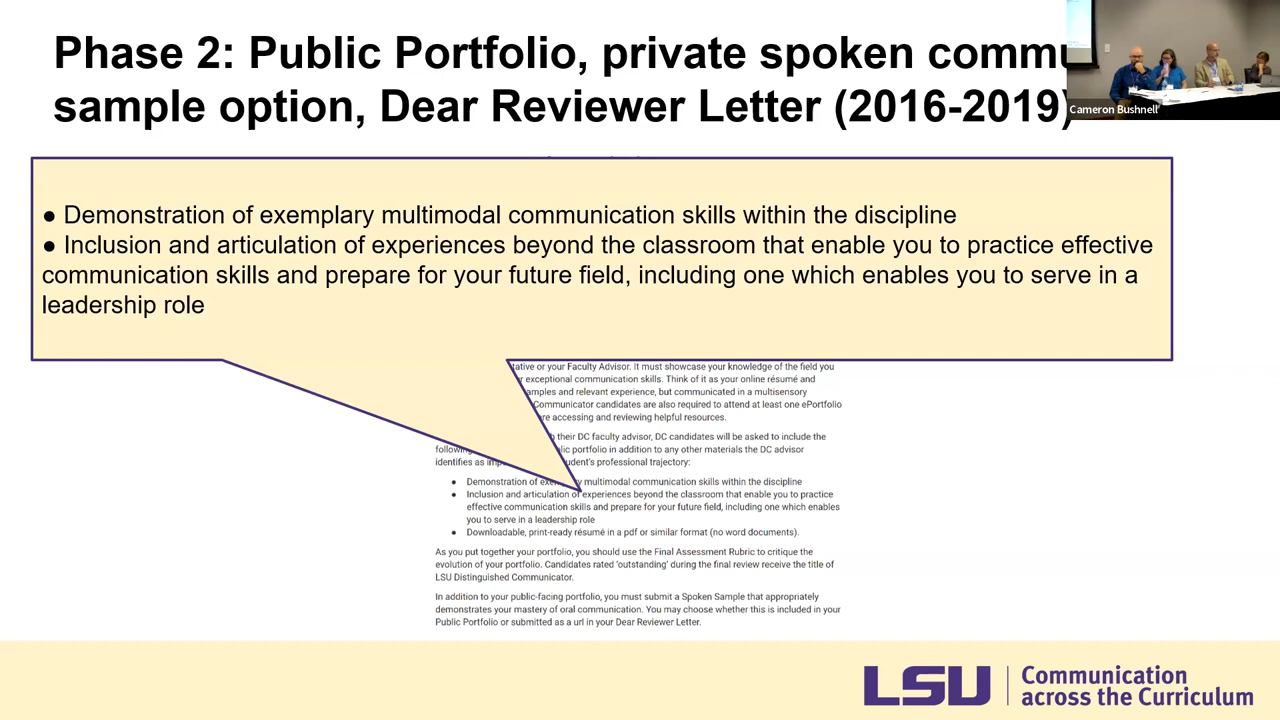 Phase 2: Public Portfolio, private spoken commu
sample option, Dear Reviewer Letter (2016-2019)
Cameron Bushnell
● Demonstration of exemplary multimodal communication skills within the discipline
● Inclusion and articulation of experiences beyond the classroom that enable you to practice effective
communication skills and prepare for your future field, including one which enables you to serve in a
leadership role
tative or your Faculty Advisor. It must showcase your knowledge of the field you
exceptional communication skills. Think of it as your online résumé and
amples and relevant experience, but communicated in a multisensory
Communicator candidates are also required to attend at least one ePortfolio
re accessing and reviewing helpful resources.
their DC faculty advisor, DC candidates will be asked to include the
lic portfolio in addition to any other materials the DC advisor
identifies as udent's professional trajectory:
● Demonstration of multimodal communication skills within the discipline
● Inclusion and articulation of experiences beyond the classroom that enable you to practice
effective communication skills and prepare for your future field, including one which enables
you to serve in a leadership role
● Downloadable, print-ready résumé in a pdf or similar format (no word documents).
As you put together your portfolio, you should use the Final Assessment Rubric to critique the
evolution of your portfolio. Candidates rated 'outstanding' during the final review receive the title of
LSU Distinguished Communicator.
In addition to your public-facing portfolio, you must submit a Spoken Sample that appropriately
demonstrates your mastery of oral communication. You may choose whether this is included in your
Public Portfolio or submitted as a url in your Dear Reviewer Letter.
LSU
Communication
across the Curriculum